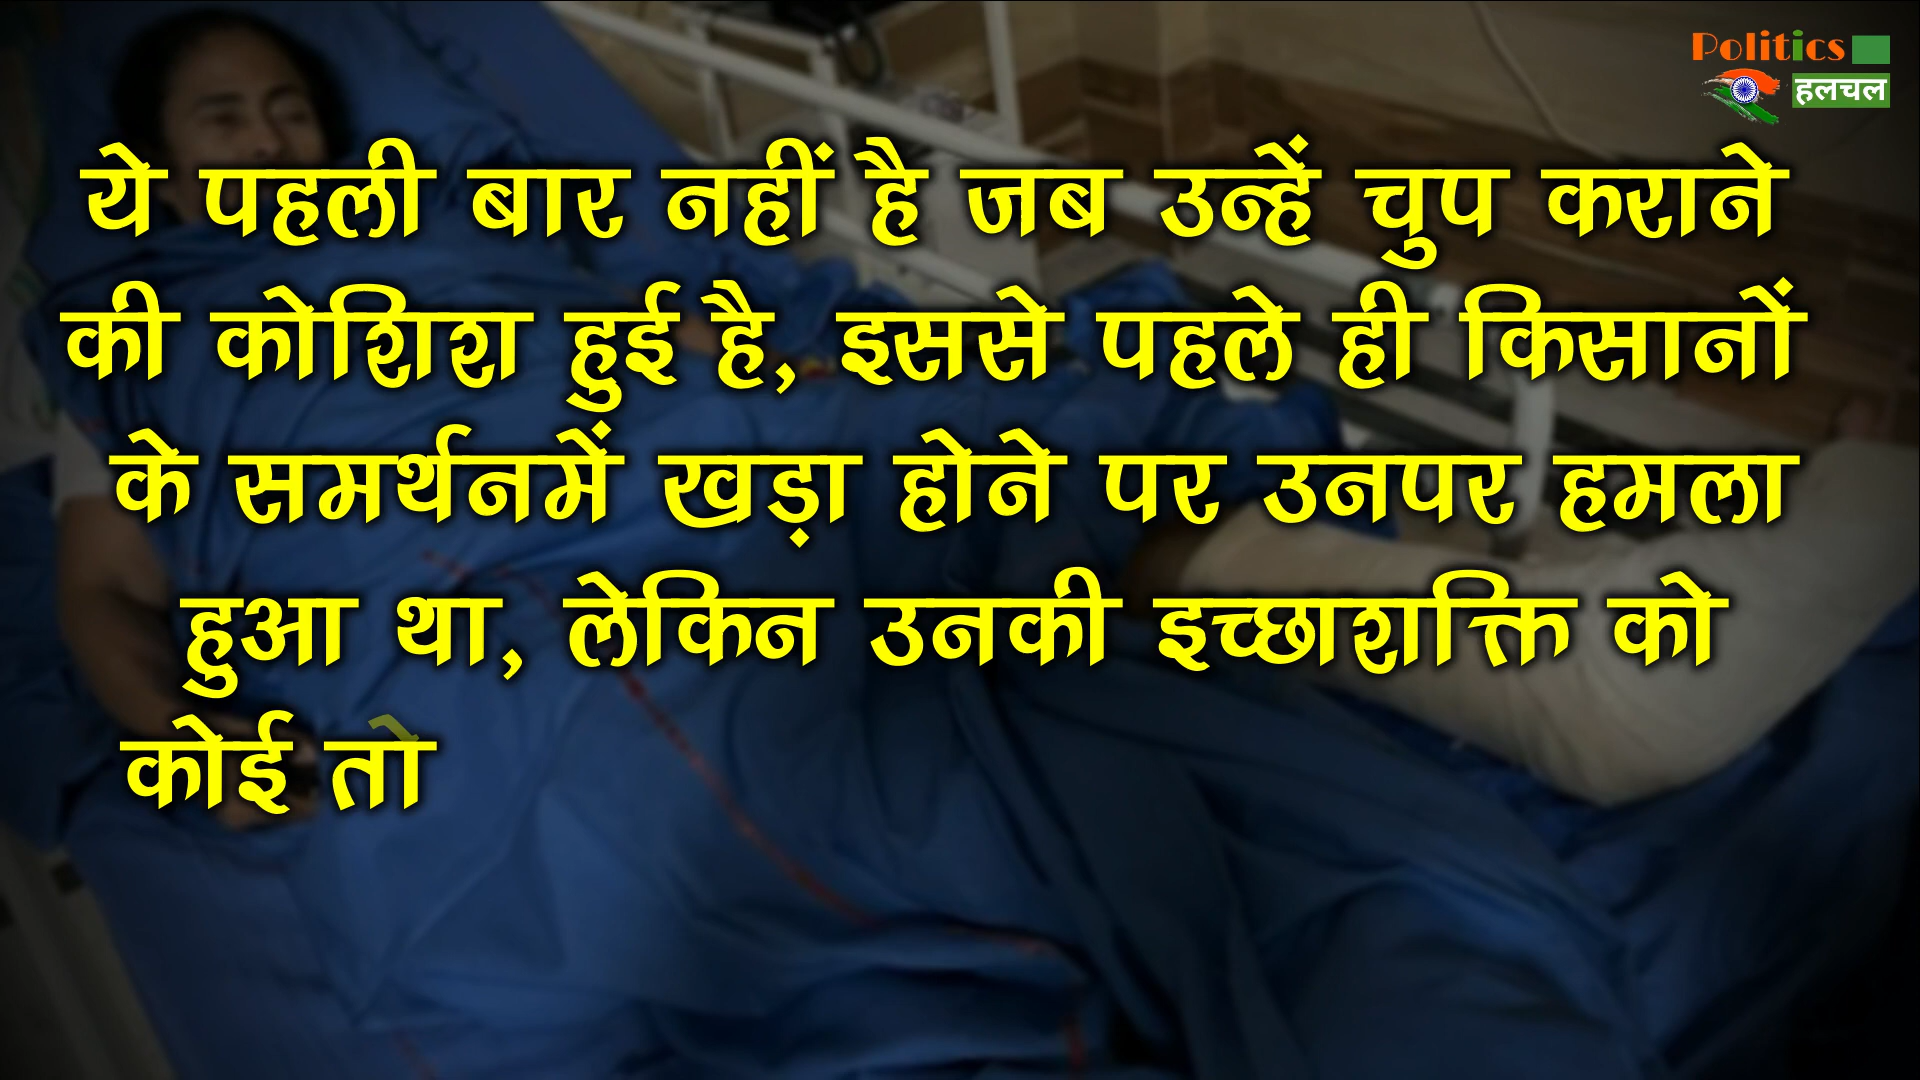 Politics
हलचल
ये पहली बार नहीं है जब उन्हें चुप कराने
की कोशिश हुई है, इससे पहले ही किसानों
के समर्थनमें खड़ा होने पर उनपर हमला
हुआ था, लेकिन उनकी इच्छाशक्ति को
कोई तो